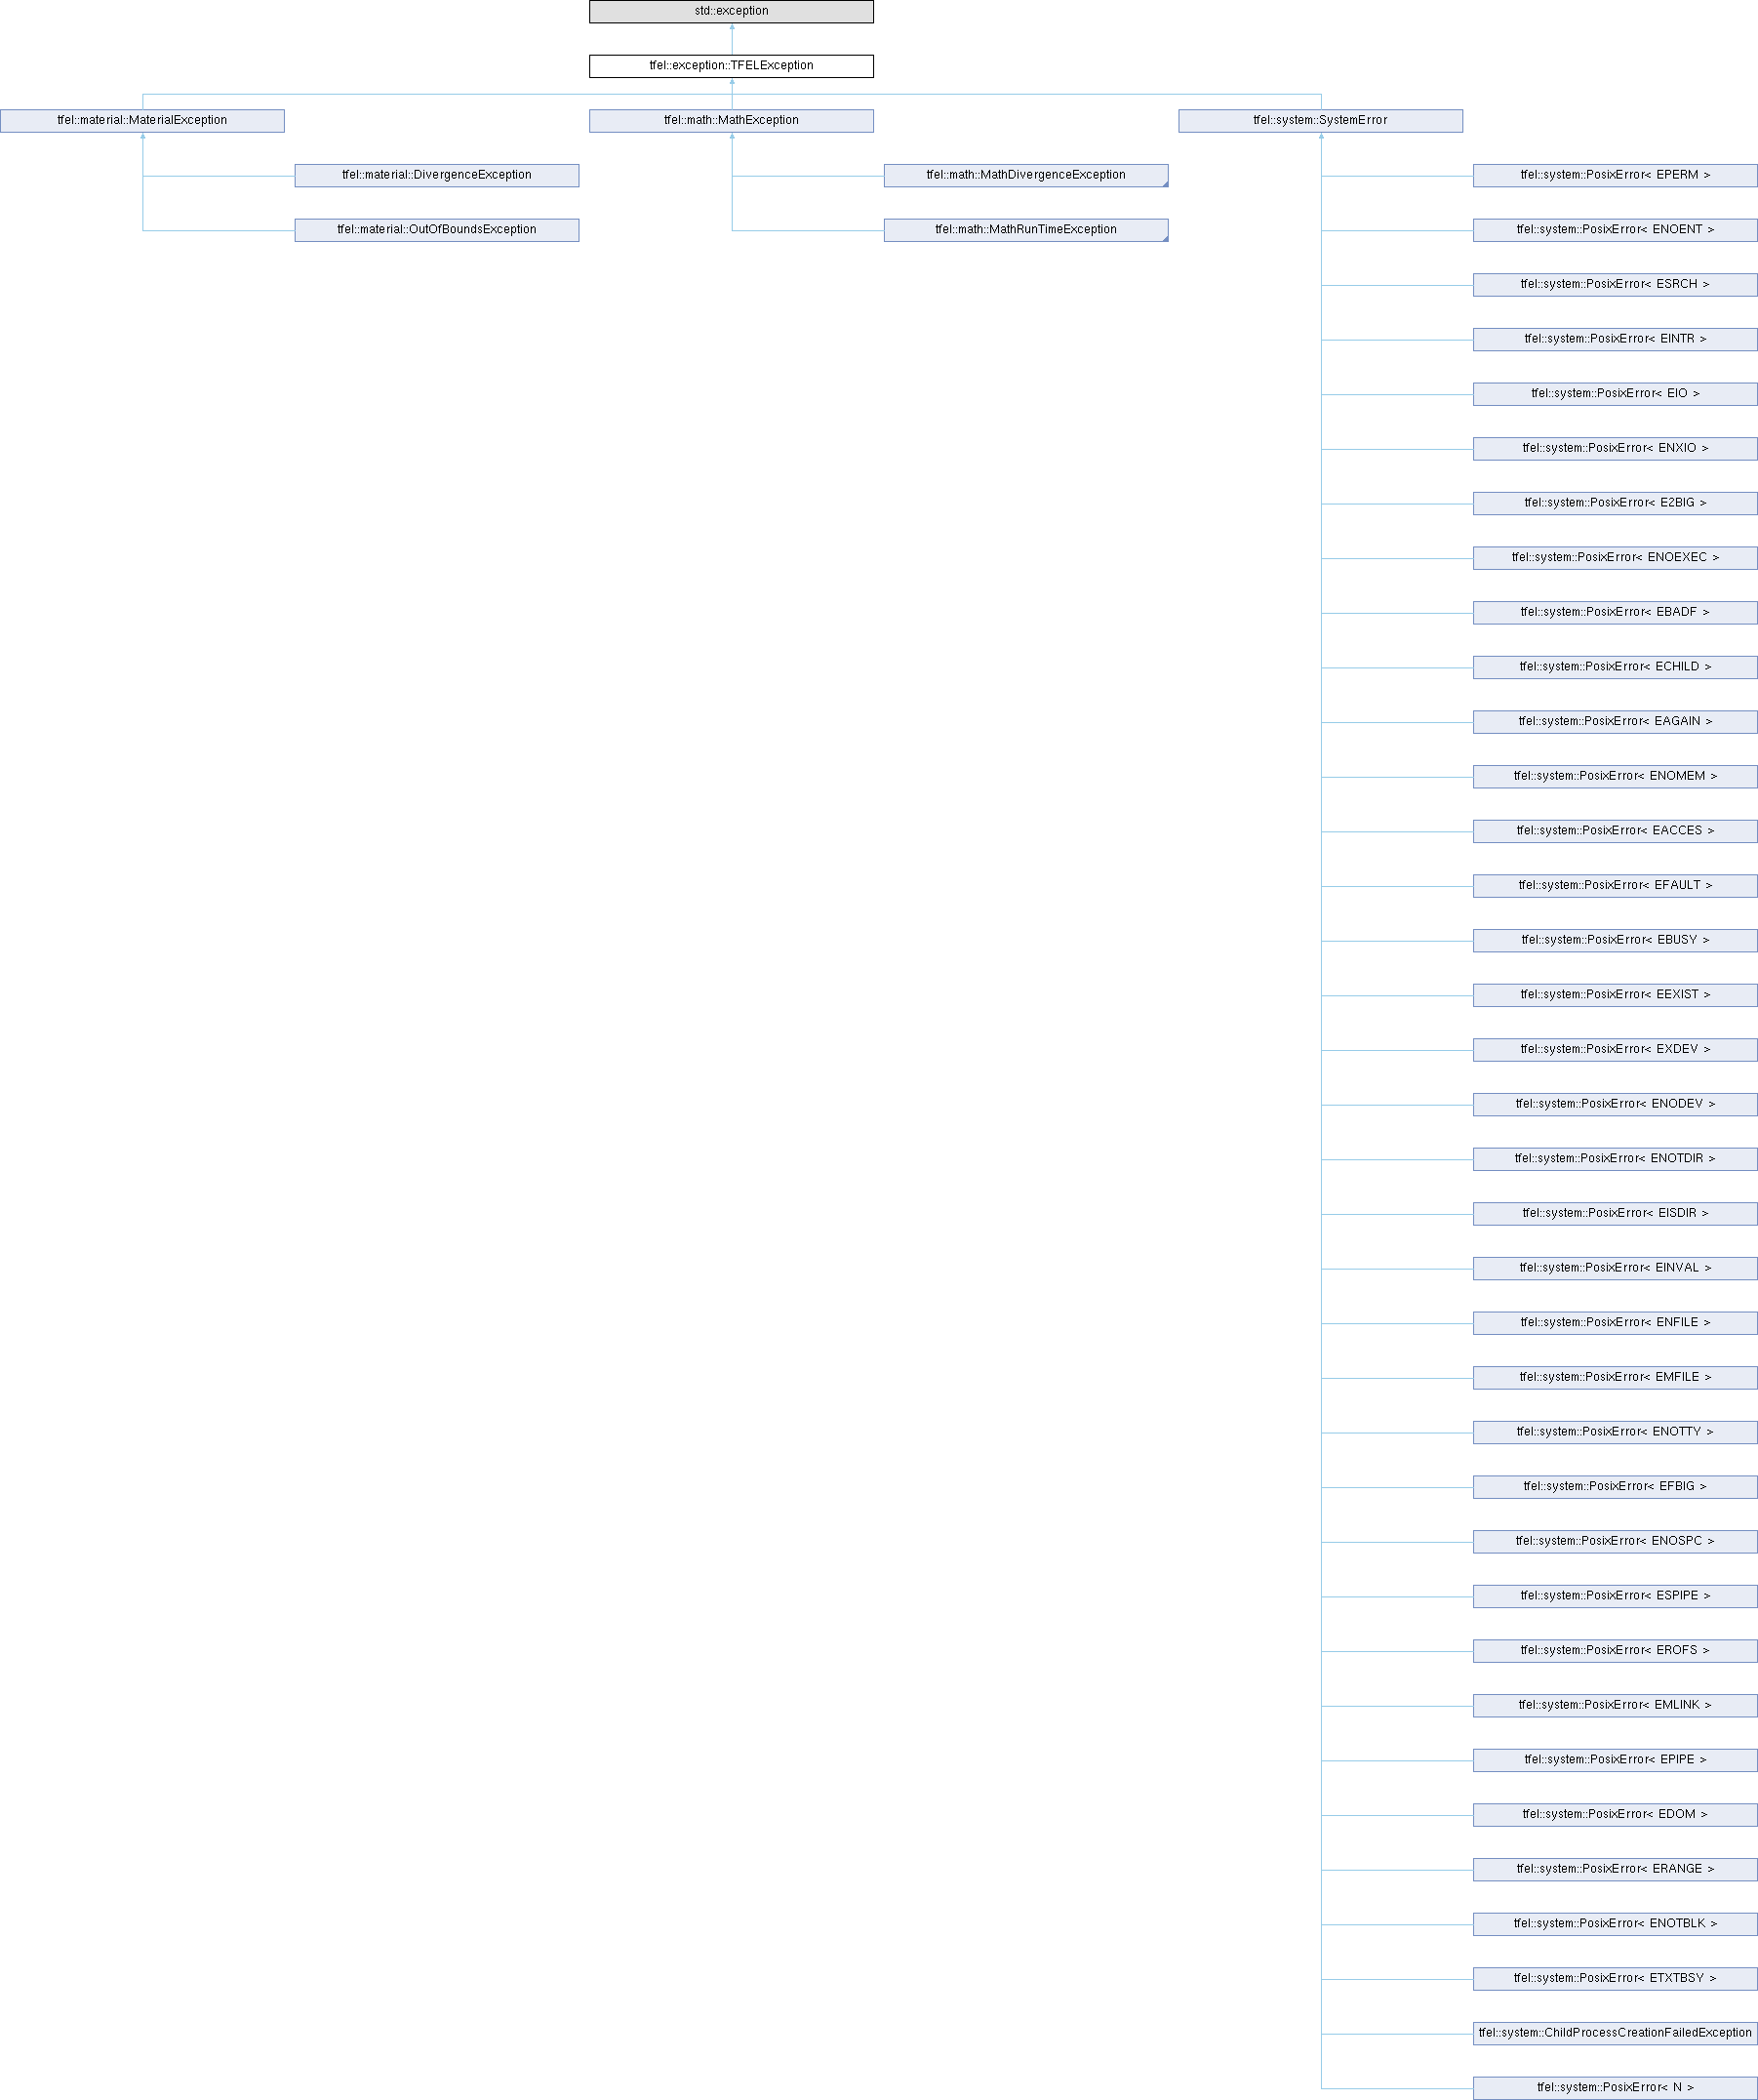 std::exception
tfel::exception::TFELException
tfel::material::MaterialException
tfel::math::MathException
tfel::system::SystemError
tfel::material::DivergenceException
tfel::math::MathDivergenceException
tfel::system::PosixError< EPERM >
tfel::material::OutOfBoundsException
tfel::math::MathRunTimeException
tfel::system::PosixError< ENOENT >
tfel::system::PosixError< ESRCH >
tfel::system::PosixError< EINTR >
tfel::system::PosixError< EIO >
tfel::system::PosixError< ENXIO >
tfel::system::PosixError< E2BIG >
tfel::system::PosixError< ENOEXEC >
tfel::system::PosixError< EBADF >
tfel::system::PosixError< ECHILD >
tfel::system::PosixError< EAGAIN >
tfel::system::PosixError< ENOMEM >
tfel::system::PosixError< EACCES >
tfel::system::PosixError< EFAULT >
tfel::system::PosixError< EBUSY >
tfel::system::PosixError< EEXIST >
tfel::system::PosixError< EXDEV >
tfel::system::PosixError< ENODEV >
tfel::system::PosixError< ENOTDIR >
tfel::system::PosixError< EISDIR >
tfel::system::PosixError< EINVAL >
tfel::system::PosixError< ENFILE >
tfel::system::PosixError< EMFILE >
tfel::system::PosixError< ENOTTY >
tfel::system::PosixError< EFBIG >
tfel::system::PosixError< ENOSPC >
tfel::system::PosixError< ESPIPE >
tfel::system::PosixError< EROFS >
tfel::system::PosixError< EMLINK >
tfel::system::PosixError< EPIPE >
tfel::system::PosixError< EDOM >
tfel::system::PosixError< ERANGE >
tfel::system::PosixError< ENOTBLK >
tfel::system::PosixError< ETXTBSY >
tfel::system::ChildProcessCreationFailedException
tfel::system::PosixError< N >